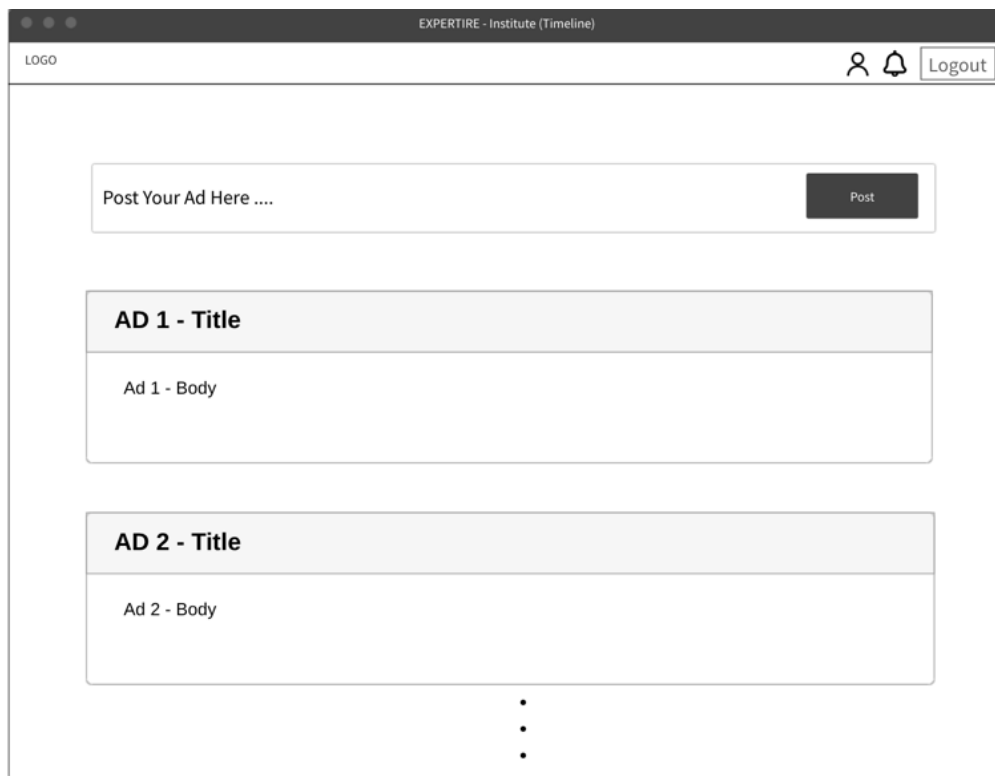 EXPERTIRE - Institute (Timeline)
LOGO
Logout
Post Your Ad Here ....
Post
AD 1 - Title
Ad 1 - Body
AD 2 - Title
Ad 2 - Body